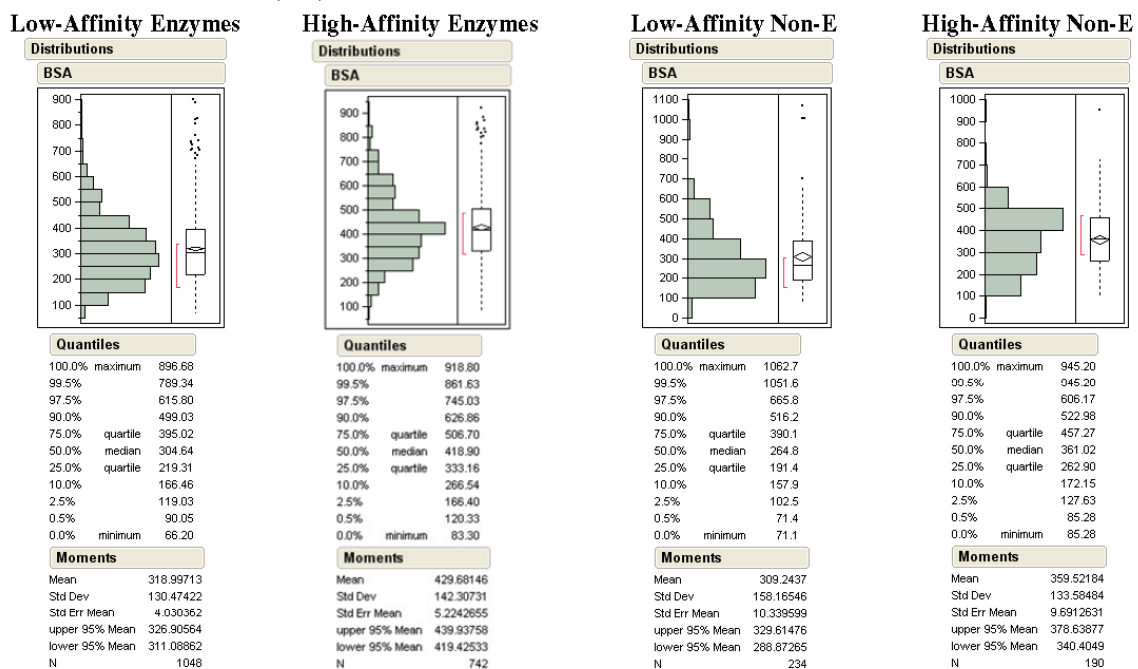 Low-Affinity Enzymes
Distributions
BSA
900
800
700
600
500
400
300
200
100
Quantiles
100.0% maximum 896.68
99.5% 789.34
97.5% 615.80
90.0% 499.03
75.0% quartile 395.02
50.0% median 304.64
25.0% quartile 219.31
10.0% 166.46
2.5% 119.03
0.5% 90.05
0.0% minimum 66.20
Moments
Mean 318.99713
Std Dev 130.47422
Std Err Mean 4.030362
upper 95% Mean 326.90564
lower 95% Mean 311.08862
N 1048
High-Affinity Enzymes
Distributions
BSA
900
800
700
600
500
400
300
200
100
Quantiles
100.0% maximum 918.80
99.5% 861.63
97.5% 745.03
90.0% 626.86
75.0% quartile 506.70
50.0% median 418.90
25.0% quartile 333.16
10.0% 266.54
2.5% 166.40
0.5% 120.33
0.0% minimum 83.30
Moments
Mean 429.68146
Std Dev 142.30731
Std Err Mean 5.2242655
upper 95% Mean 439.93758
lower 95% Mean 419.42533
N 742
Low-Affinity Non-E
Distributions
BSA
1100
1000
900
800
700
600
500
400
300
200
100
0
Quantiles
100.0% maximum 1062.7
99.5% 1051.6
97.5% 665.8
90.0% 516.2
75.0% quartile 390.1
50.0% median 264.8
25.0% quartile 191.4
10.0% 157.9
2.5% 102.5
0.5% 71.4
0.0% minimum 71.1
Moments
Mean 309.2437
Std Dev 158.16546
Std Err Mean 10.339599
upper 95% Mean 329.61476
lower 95% Mean 288.87265
N 234
High-Affinity Non-E
Distributions
BSA
1000
900
800
700
600
500
400
300
200
100
0
Quantiles
100.0% maximum 945.20
99.5% 945.20
97.5% 606.17
90.0% 522.98
75.0% quartile 457.27
50.0% median 361.02
25.0% quartile 262.90
10.0% 172.15
2.5% 127.63
0.5% 85.28
0.0% minimum 85.28
Moments
Mean 359.52184
Std Dev 133.58484
Std Err Mean 9.6912631
upper 95% Mean 378.63877
lower 95% Mean 340.4049
N 190